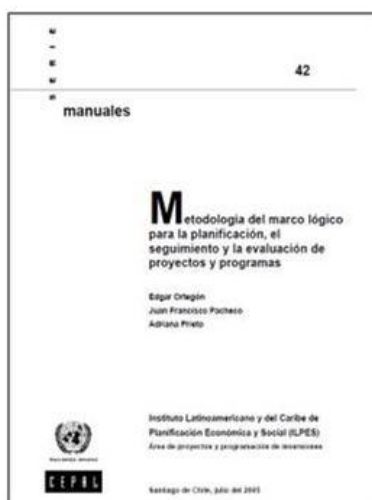 s e r i e
42
manuales
Metodología del marco lógico
para la planificación, el
seguimiento y la evaluación de
proyectos y programas
Edgar Ortegón
Juan Francisco Pacheco
Adriana Prieto
Instituto Latinoamericano y del Caribe de
Planificación Económica y Social (ILPES)
Área de proyectos y programación de inversiones
NACIONES UNIDAS
CEPAL
Santiago de Chile, julio del 2005